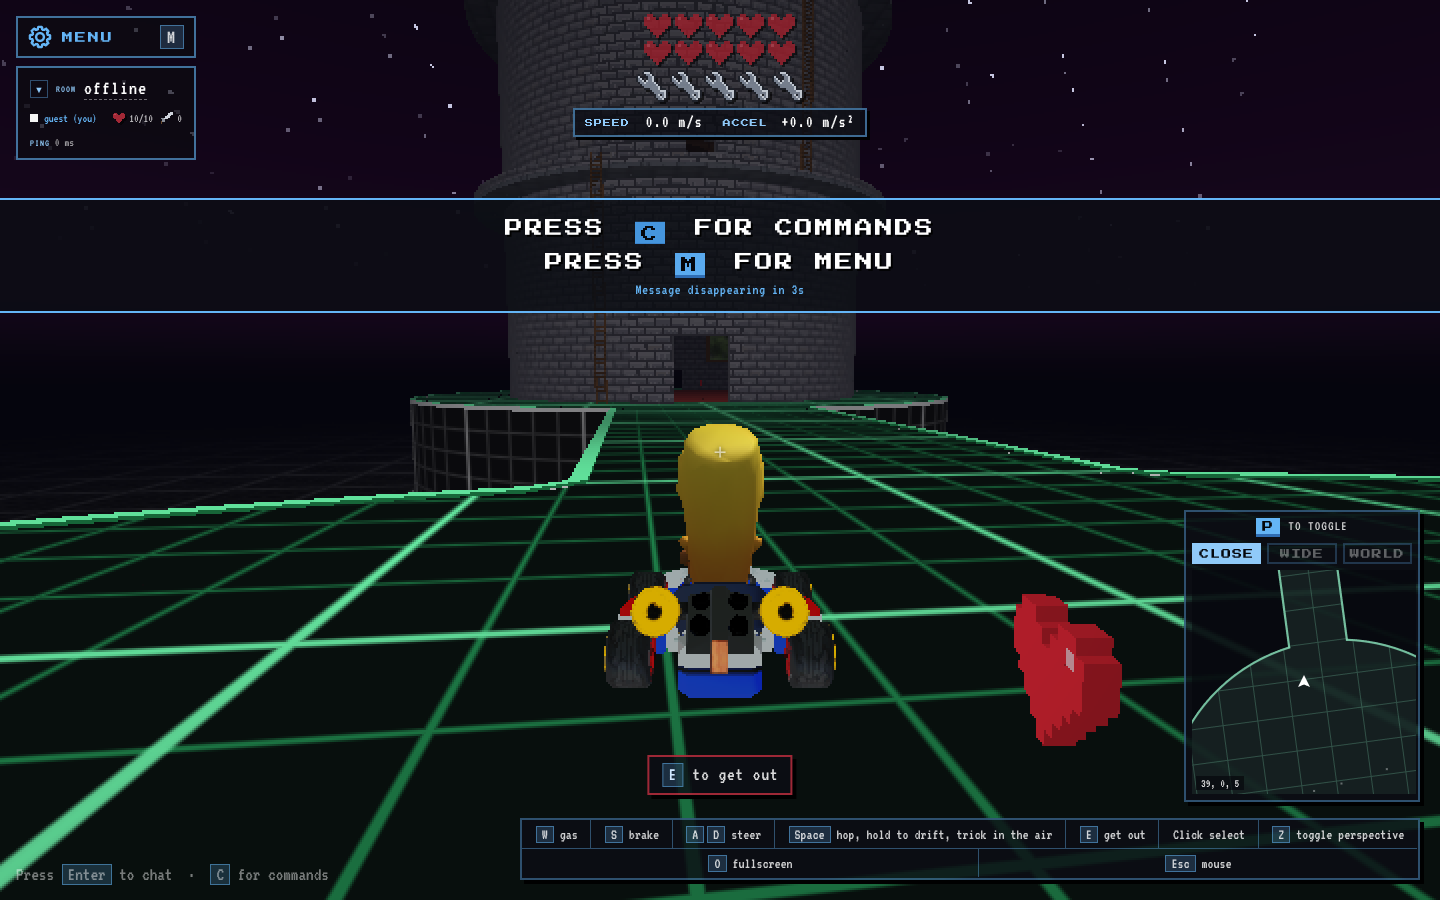 MENU M
ROOM offline
guest (you) 10/10 0
PING 0 ms
SPEED 0.0 m/s ACCEL +0.0 m/s²
PRESS C FOR COMMANDS
PRESS M FOR MENU
Message disappearing in 3s
P TO TOGGLE
CLOSE WIDE WORLD
39, 0, 5
E to get out
W gas S brake A D steer Space hop, hold to drift, trick in the air E get out Click select Z toggle perspective
O fullscreen Esc mouse
Press Enter to chat · C for commands